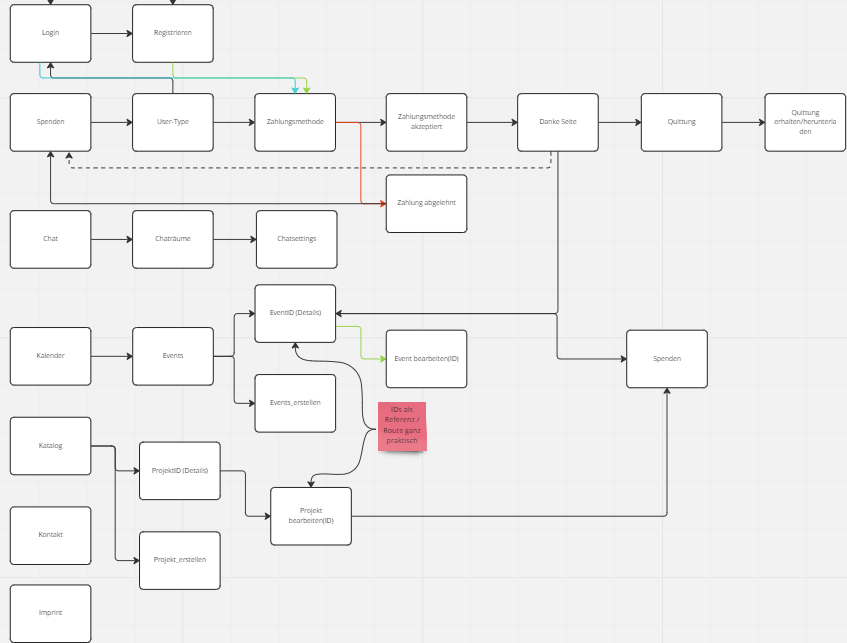 Login
Registrieren
Spenden
User-Type
Zahlungsmethode
Zahlungsmethode
akzeptiert
Danke Seite
Quittung
Quittung
erhalten/herunterla
den
Zahlung abgelehnt
Chat
Chaträume
Chatsettings
EventID (Details)
Kalender
Events
Event bearbeiten(ID)
Spenden
Events_erstellen
IDs als
Referenz /
Route ganz
praktisch
Katalog
ProjektID (Details)
Projekt
bearbeiten(ID)
Kontakt
Projekt_erstellen
Imprint